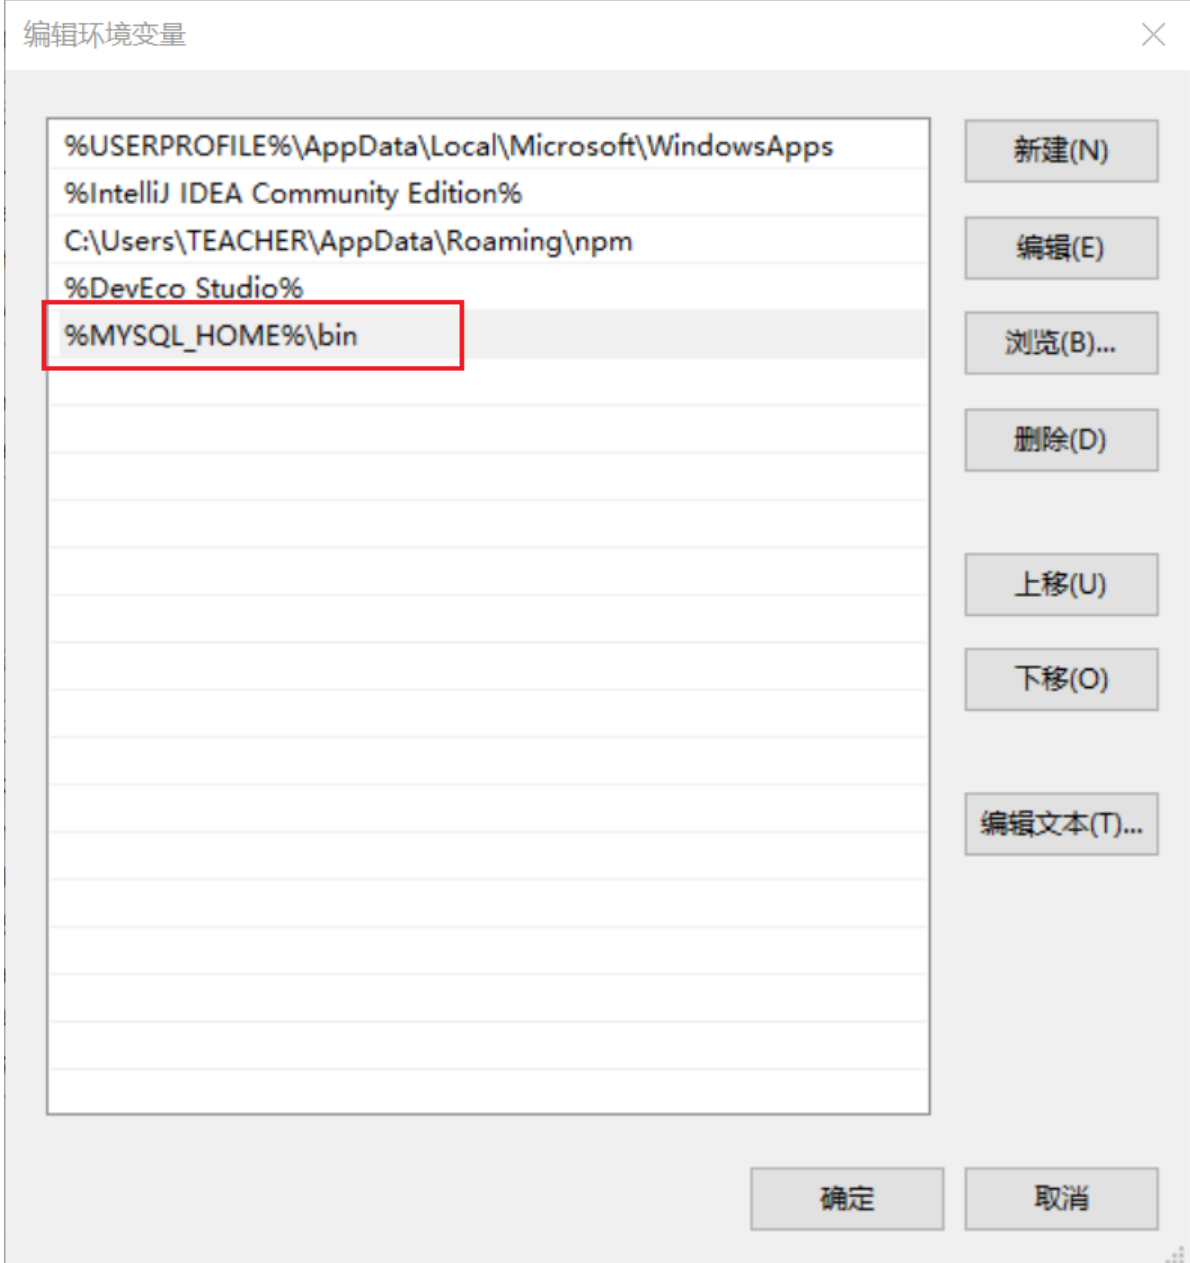 编辑环境变量
%USERPROFILE%\AppData\Local\Microsoft\WindowsApps
%IntelliJ IDEA Community Edition%
C:\Users\TEACHER\AppData\Roaming\npm
%DevEco Studio%
%MYSQL_HOME%\bin
新建(N)
编辑(E)
浏览(B)...
删除(D)
上移(U)
下移(O)
编辑文本(T)...
确定
取消